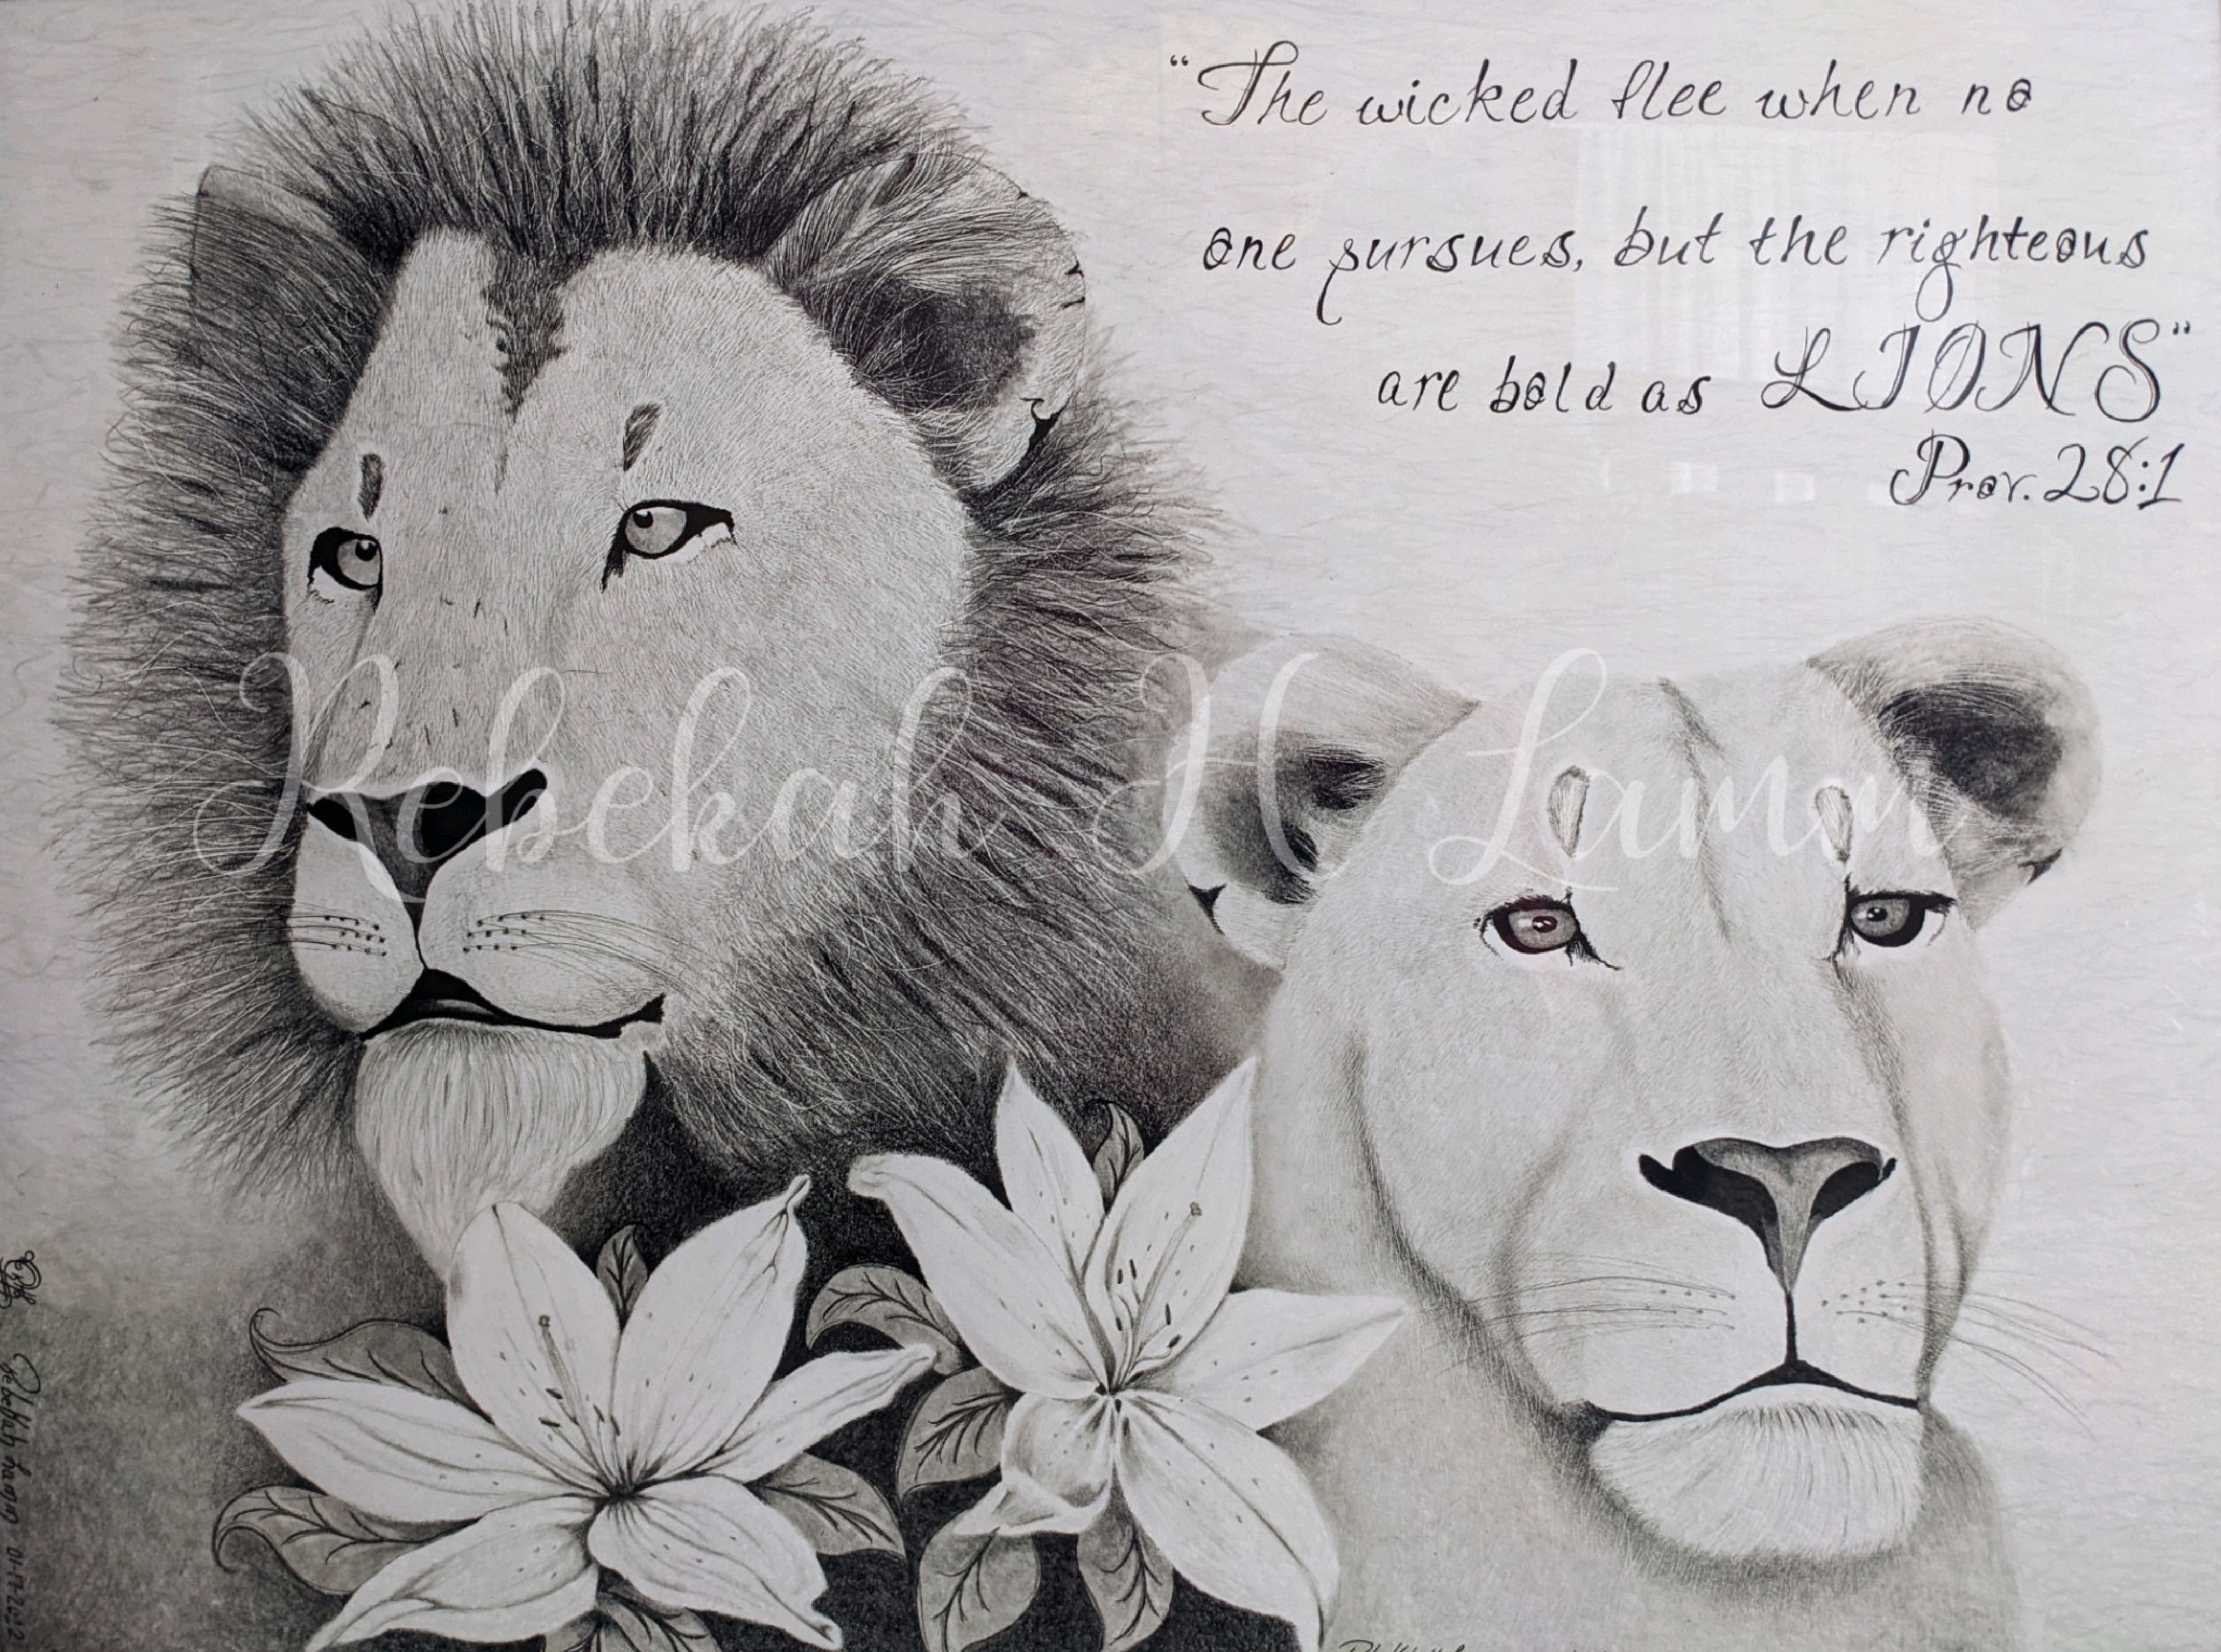 “The wicked flee when no
one pursues, but the righteous
are bold as LIONS”
Prov. 28:1
Rebekah H Lamm
Rebekah Lamm 01-17-2022